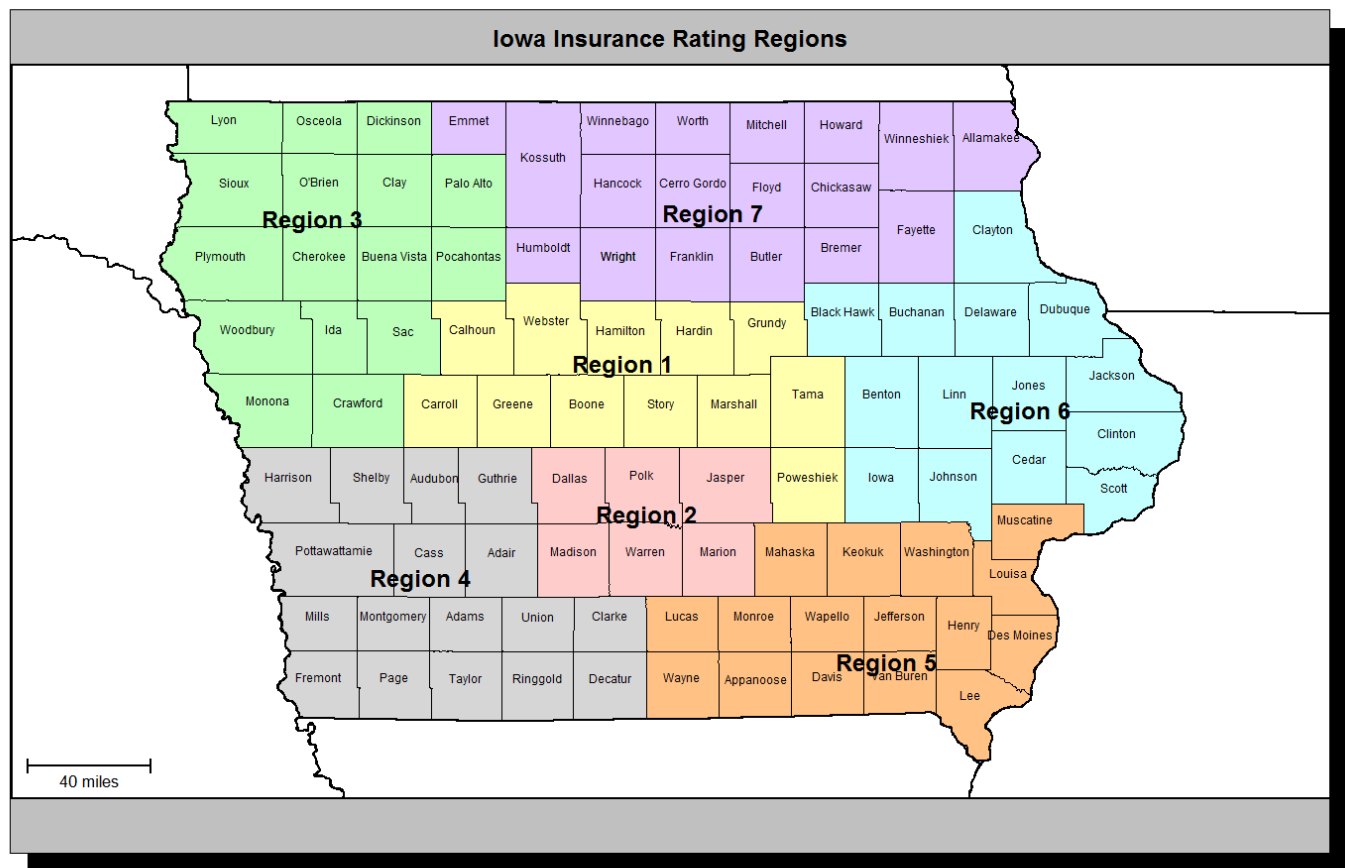 Iowa Insurance Rating Regions
Lyon Osceola Dickinson Emmet Winnebago Worth Mitchell Howard Winneshiek Allamakee
Kossuth
Sioux O'Brien Clay Palo Alto Hancock Cerro Gordo Floyd Chickasaw
Region 3 Region 7
Fayette Clayton
Plymouth Cherokee Buena Vista Pocahontas Humboldt Wright Franklin Butler Bremer
Woodbury Ida Sac Calhoun Webster Hamilton Hardin Grundy Black Hawk Buchanan Delaware Dubuque
Region 1
Monona Crawford Carroll Greene Boone Story Marshall Tama Benton Linn Jones Jackson
Region 6
Clinton
Harrison Shelby Audubon Guthrie Dallas Polk Jasper Poweshiek Iowa Johnson Cedar Scott
Region 2
Muscatine
Pottawattamie Cass Adair Madison Warren Marion Mahaska Keokuk Washington
Region 4
Louisa
Mills Montgomery Adams Union Clarke Lucas Monroe Wapello Jefferson Henry Des Moines
Region 5
Fremont Page Taylor Ringgold Decatur Wayne Appanoose Davis Van Buren Lee
40 miles